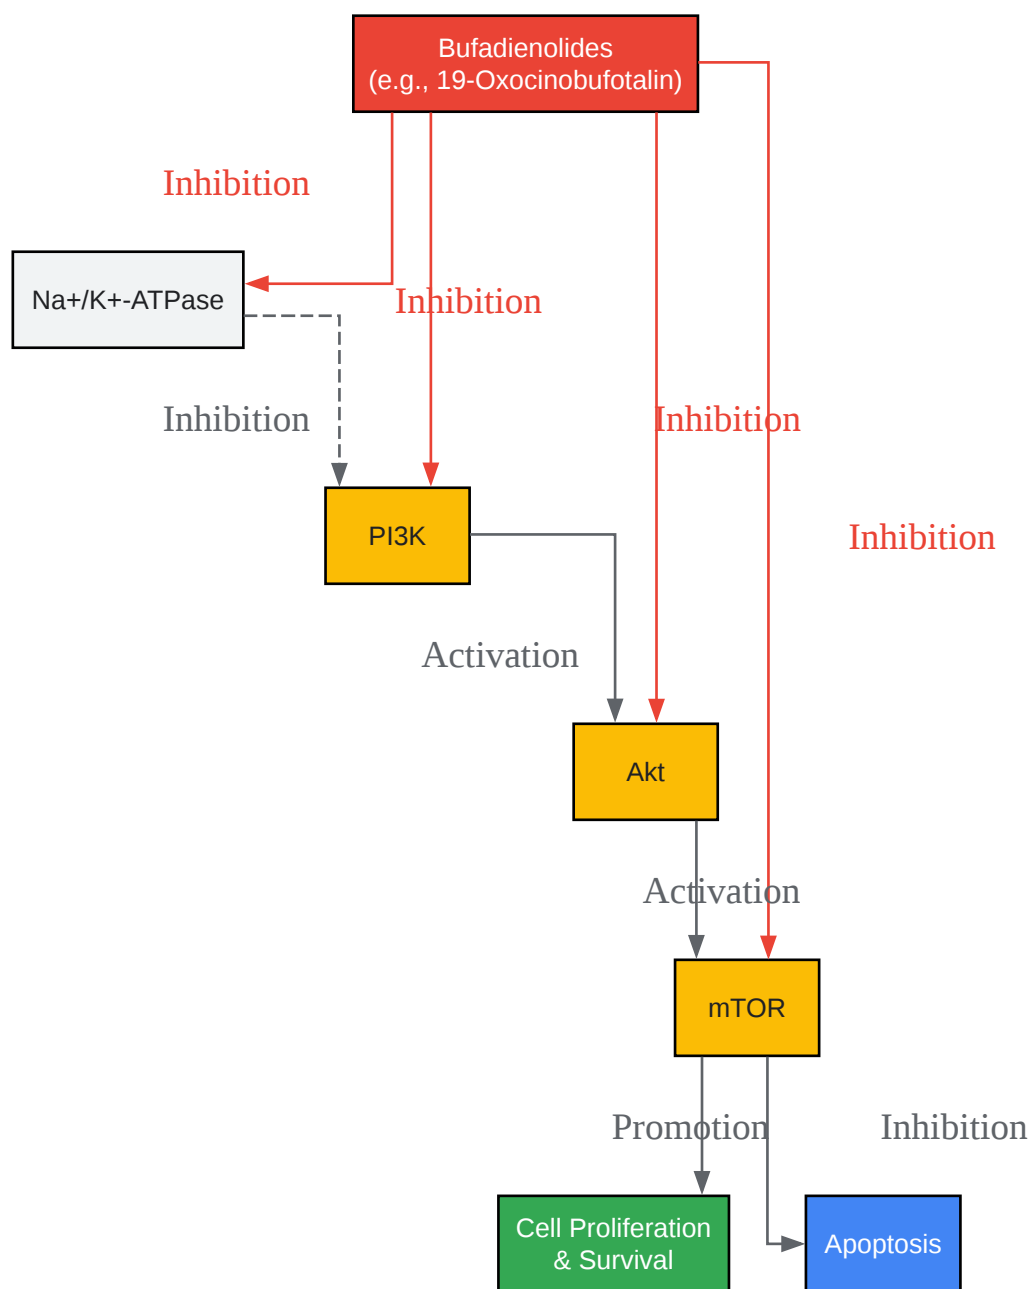 Bufadienolides
(e.g., 19-Oxocinobufotalin)
Inhibition
Na+/K+-ATPase
Inhibition
Inhibition
Inhibition
PI3K
Inhibition
Activation
Akt
Activation
mTOR
Promotion
Inhibition
Cell Proliferation
& Survival
Apoptosis